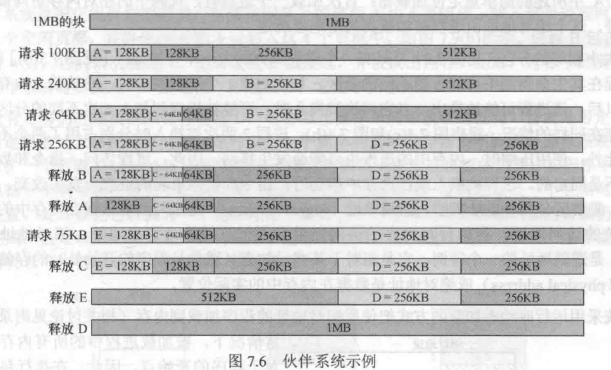 1MB的块 1MB
请求 100KB A = 128KB 128KB 256KB 512KB
请求 240KB A = 128KB 128KB B = 256KB 512KB
请求 64KB A = 128KB C = 64KB 64KB B = 256KB 512KB
请求 256KB A = 128KB C = 64KB 64KB B = 256KB D = 256KB 256KB
释放 B A = 128KB C = 64KB 64KB 256KB D = 256KB 256KB
释放 A 128KB C = 64KB 64KB 256KB D = 256KB 256KB
请求 75KB E = 128KB C = 64KB 64KB 256KB D = 256KB 256KB
释放 C E = 128KB 128KB 256KB D = 256KB 256KB
释放 E 512KB D = 256KB 256KB
释放 D 1MB
图 7.6 伙伴系统示例